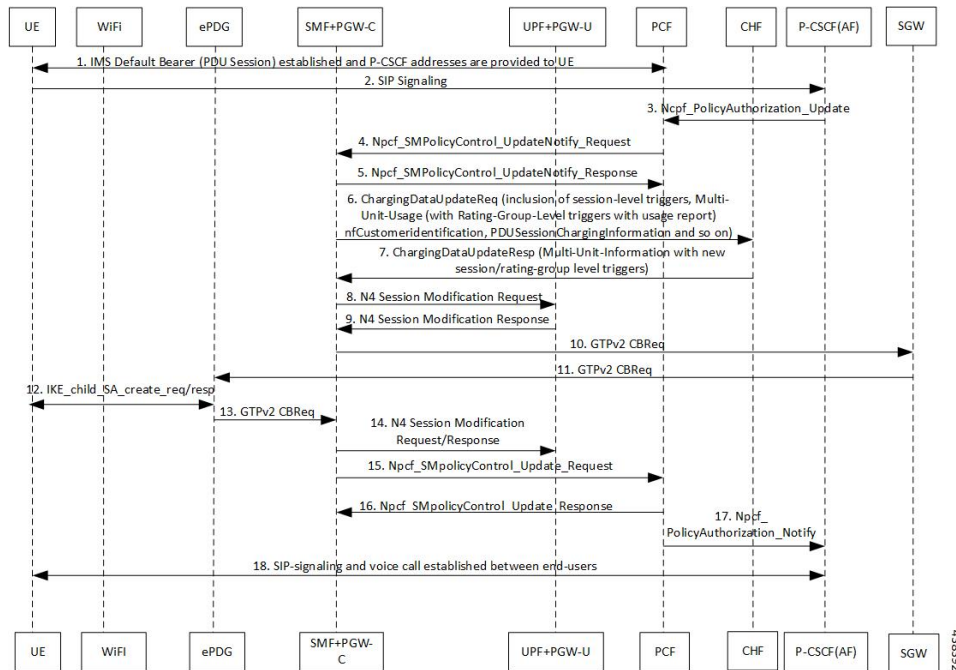 UE WiFi ePDG SMF+PGW-C UPF+PGW-U PCF CHF P-CSCF(AF) SGW
1. IMS Default Bearer (PDU Session) established and P-CSCF addresses are provided to UE
2. SIP Signaling
3. Ncpf_PolicyAuthorization_Update
4. Npcf_SMPolicyControl_UpdateNotify_Request
5. Npcf_SMPolicyControl_UpdateNotify_Response
6. ChargingDataUpdateReq (inclusion of session-level triggers, Multi-
Unit-Usage (with Rating-Group-Level triggers with usage report)
nfCustomeridentification, PDUSessionChargingInformation and so on)
7. ChargingDataUpdateResp (Multi-Unit-Information with new
session/rating-group level triggers)
8. N4 Session Modification Request
9. N4 Session Modification Response
10. GTPv2 CBReq
11. GTPv2 CBReq
12. IKE_child_SA_create_req/resp
13. GTPv2 CBReq
14. N4 Session Modification
Request/Response
15. Npcf_SMpolicyControl_Update_Request
16. Npcf_SMpolicyControl_Update_Response
17. Npcf_
PolicyAuthorization_Notify
18. SIP-signaling and voice call established between end-users
UE WiFI ePDG SMF+PGW-
C UPF+PGW-U PCF CHF P-CSCF(AF) SGW